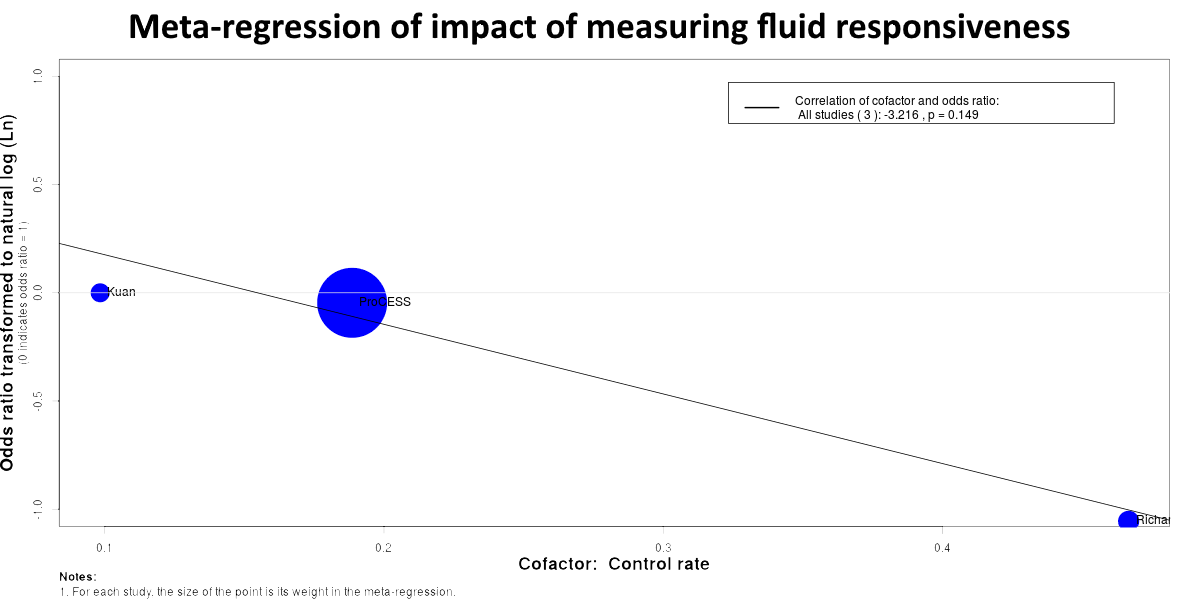 Meta-regression of impact of measuring fluid responsiveness
Correlation of cofactor and odds ratio:
All studies ( 3 ): -3.216 , p = 0.149
Odds ratio transformed to natural log (Ln)
(0 indicates odds ratio = 1)
1.0
0.5
0.0
-0.5
-1.0
Kuan
ProCESS
Richar
0.1
0.2
0.3
0.4
Cofactor: Control rate
Notes:
1. For each study, the size of the point is its weight in the meta-regression.